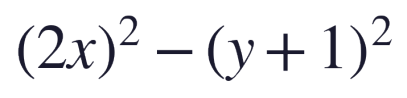 (2x)² − (y + 1)²